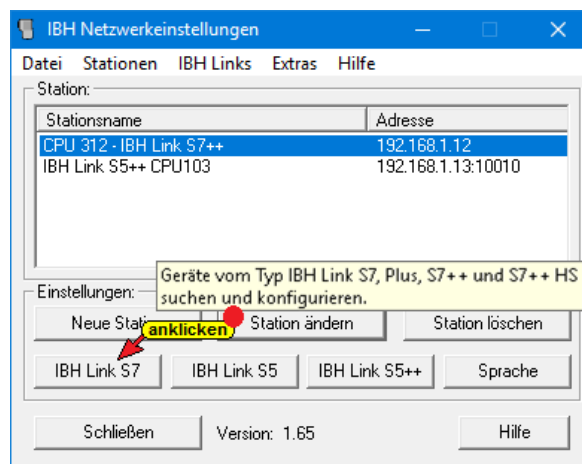 IBH Netzwerkeinstellungen
Datei Stationen IBH Links Extras Hilfe
Station:
Stationsname Adresse
CPU 312 - IBH Link S7++ 192.168.1.12
IBH Link S5++ CPU103 192.168.1.13:10010
Geräte vom Typ IBH Link S7, Plus, S7++ und S7++ HS
suchen und konfigurieren.
Einstellungen:
Neue Stati
anklicken
Station ändern
Station löschen
IBH Link S7 IBH Link S5 IBH Link S5++ Sprache
Schließen Version: 1.65 Hilfe